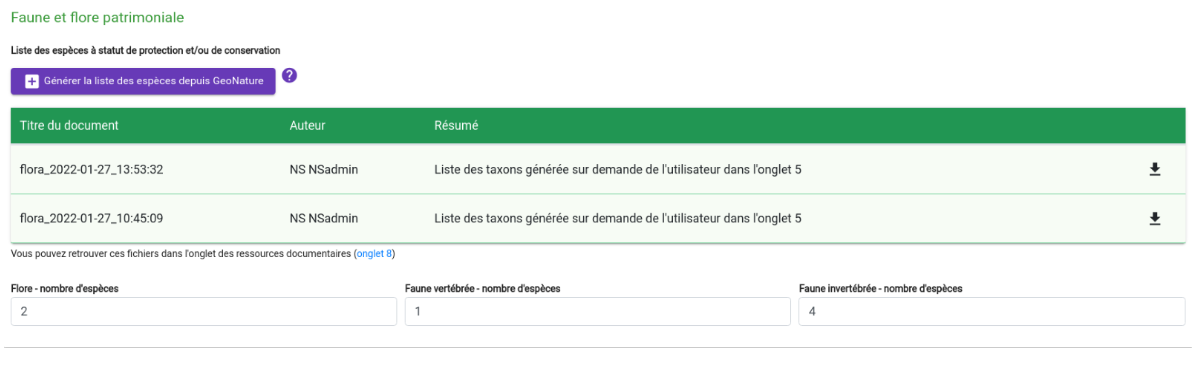 Faune et flore patrimoniale
Liste des espèces à statut de protection et/ou de conservation
Générer la liste des espèces depuis GeoNature ?
Titre du document Auteur Résumé
flora_2022-01-27_13:53:32 NS NSadmin Liste des taxons générée sur demande de l'utilisateur dans l'onglet 5
flora_2022-01-27_10:45:09 NS NSadmin Liste des taxons générée sur demande de l'utilisateur dans l'onglet 5
Vous pouvez retrouver ces fichiers dans l'onglet des ressources documentaires (onglet 8)
Flore - nombre d'espèces Faune vertébrée - nombre d'espèces Faune invertébrée - nombre d'espèces
2 1 4